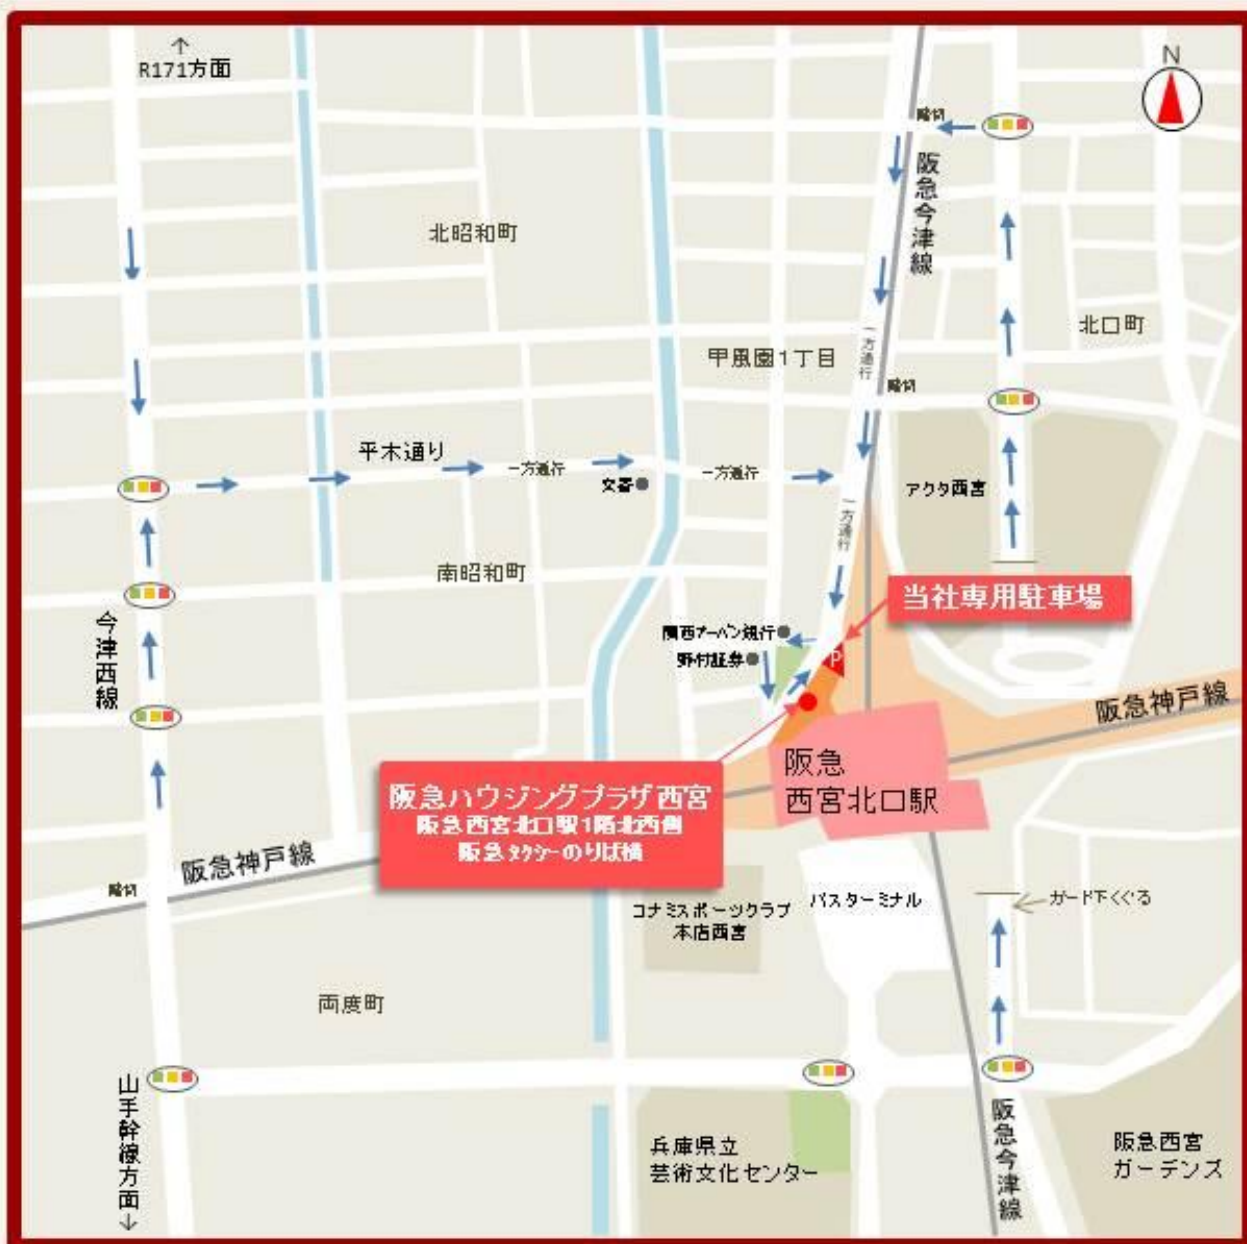 ↑
R171方面
N
踏切
阪急今津線
北昭和町
北口町
一方通行
甲風園1丁目
踏切
平木通り
一方通行
一方通行
交番
アクタ西宮
一方通行
南昭和町
当社専用駐車場
今津西線
関西アーバン銀行
野村証券
P
阪急神戸線
阪急
西宮北口駅
阪急ハウジングプラザ西宮
阪急西宮北口駅1階北西側
阪急タクシーのりば横
阪急神戸線
踏切
コナミスポーツクラブ
本店西宮
バスターミナル
ガード下くぐる
両度町
山手幹線方面
↓
兵庫県立
芸術文化センター
阪急今津線
阪急西宮
ガーデンズ